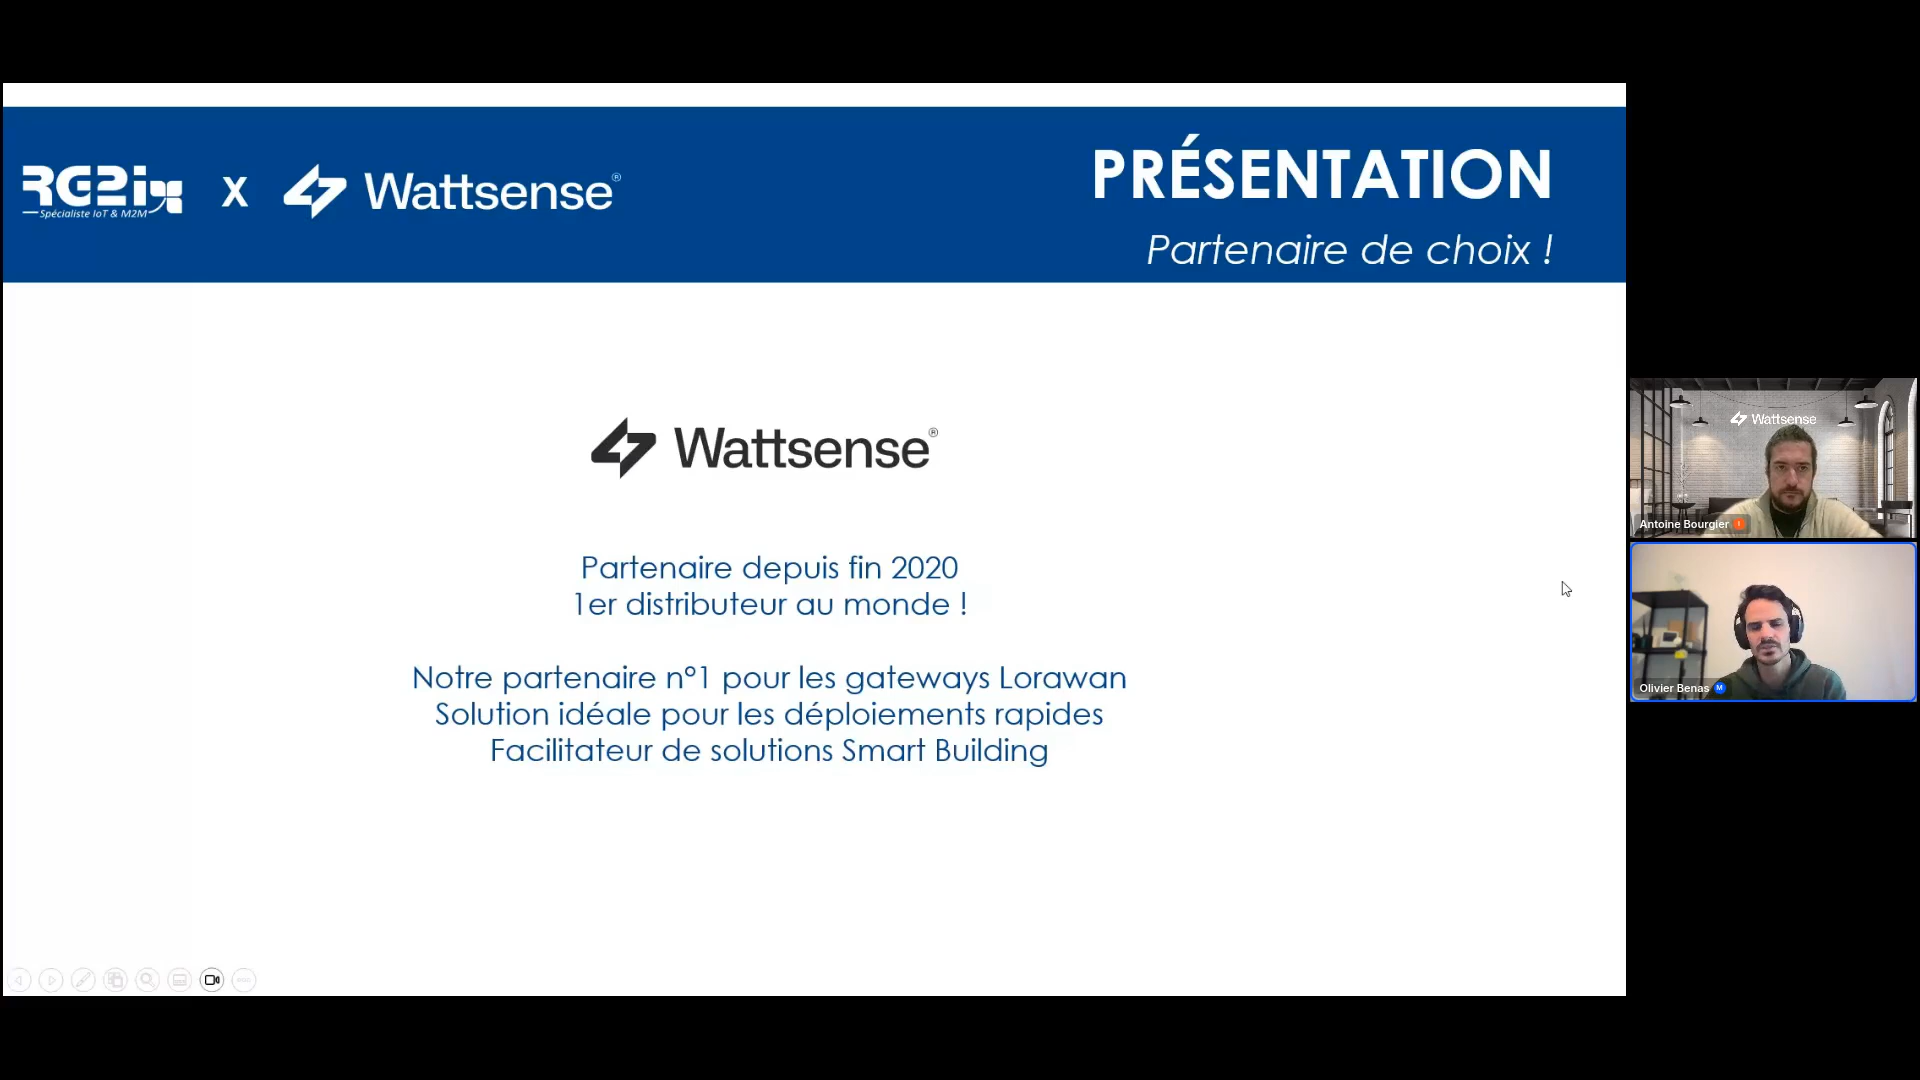 RG2i
Spécialiste IoT & M2M
X
Wattsense®
PRÉSENTATION
Partenaire de choix !
Wattsense®
Partenaire depuis fin 2020
1er distributeur au monde !
Notre partenaire n°1 pour les gateways Lorawan
Solution idéale pour les déploiements rapides
Facilitateur de solutions Smart Building
Wattsense
Antoine Bourgier
Olivier Benas M